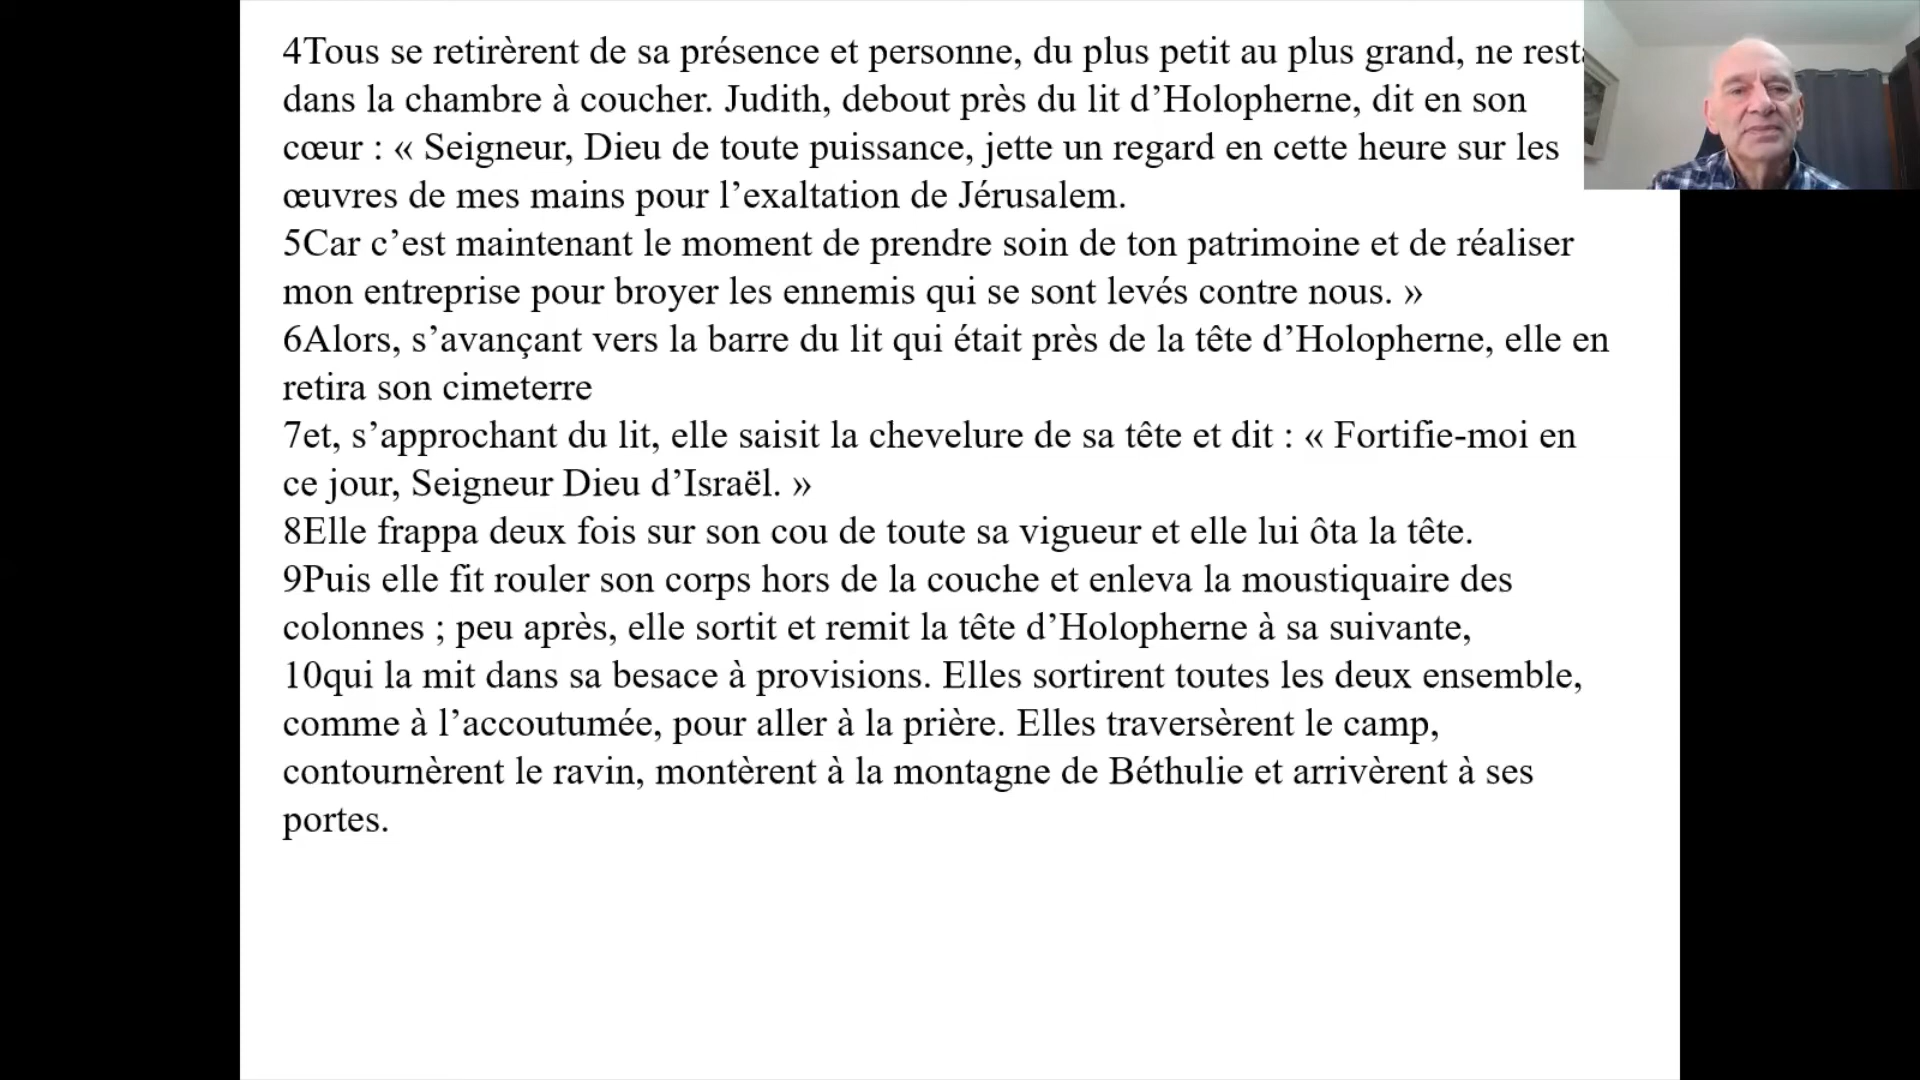 4Tous se retirèrent de sa présence et personne, du plus petit au plus grand, ne
dans la chambre à coucher. Judith, debout près du lit d’Holopherne, dit en son
cœur : « Seigneur, Dieu de toute puissance, jette un regard en cette heure sur les
œuvres de mes mains pour l’exaltation de Jérusalem.
5Car c’est maintenant le moment de prendre soin de ton patrimoine et de réaliser
mon entreprise pour broyer les ennemis qui se sont levés contre nous. »
6Alors, s’avançant vers la barre du lit qui était près de la tête d’Holopherne, elle en
retira son cimeterre
7et, s’approchant du lit, elle saisit la chevelure de sa tête et dit : « Fortifie-moi en
ce jour, Seigneur Dieu d’Israël. »
8Elle frappa deux fois sur son cou de toute sa vigueur et elle lui ôta la tête.
9Puis elle fit rouler son corps hors de la couche et enleva la moustiquaire des
colonnes ; peu après, elle sortit et remit la tête d’Holopherne à sa suivante,
10qui la mit dans sa besace à provisions. Elles sortirent toutes les deux ensemble,
comme à l’accoutumée, pour aller à la prière. Elles traversèrent le camp,
contournèrent le ravin, montèrent à la montagne de Béthulie et arrivèrent à ses
portes.